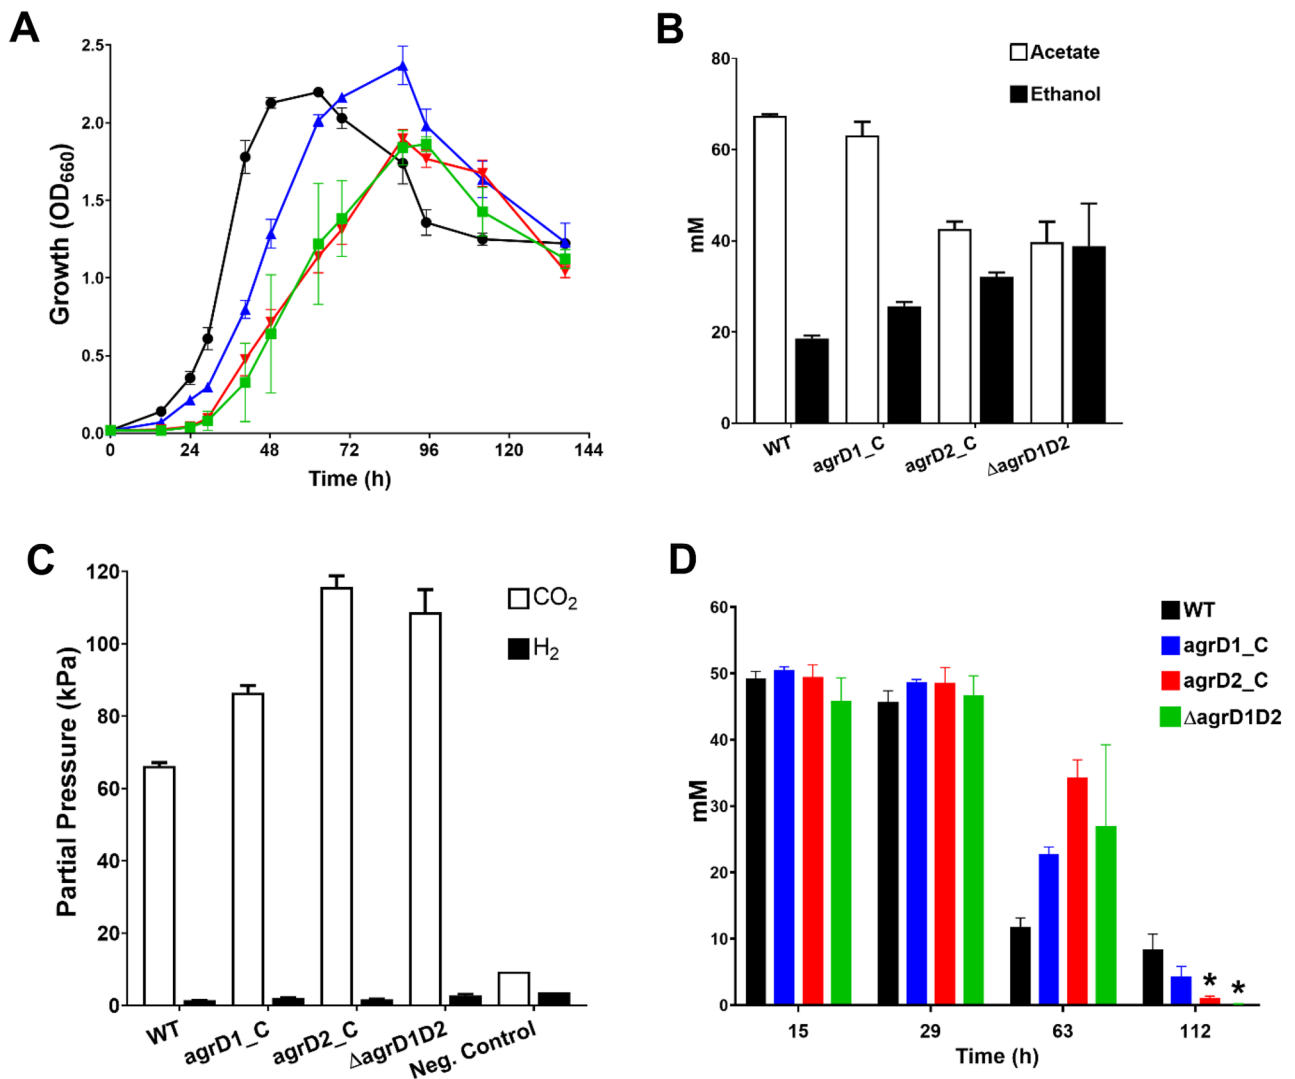 A
2.5
2.0
1.5
1.0
0.5
0.0
Growth (OD660)
0 24 48 72 96 120 144
Time (h)
B
Acetate
Ethanol
80
60
40
20
0
mM
WT agrD1_C agrD2_C ΔagrD1D2
C
CO2
H2
120
100
80
60
40
20
0
Partial Pressure (kPa)
WT agrD1_C agrD2_C ΔagrD1D2 Neg. Control
D
WT
agrD1_C
agrD2_C
ΔagrD1D2
60
50
40
30
20
10
0
mM
* *
15 29 63 112
Time (h)